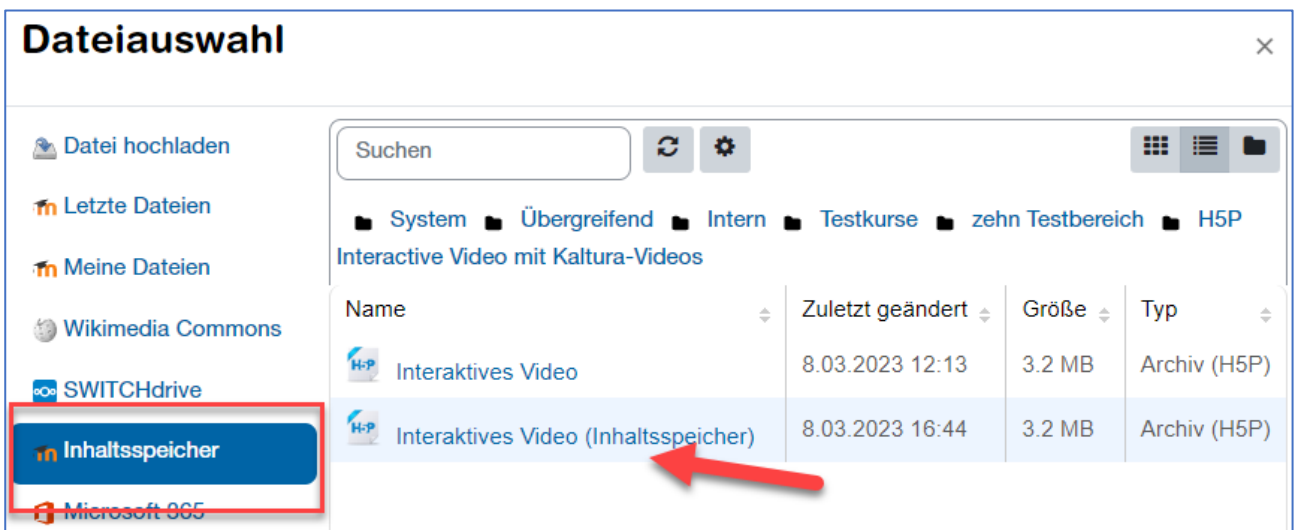 Dateiauswahl
×
Datei hochladen
Letzte Dateien
Meine Dateien
Wikimedia Commons
SWITCHdrive
Inhaltsspeicher
Microsoft 365
Suchen
System Übergreifend Intern Testkurse zehn Testbereich H5P
Interactive Video mit Kaltura-Videos
Name Zuletzt geändert Größe Typ
H-P Interaktives Video 8.03.2023 12:13 3.2 MB Archiv (H5P)
H-P Interaktives Video (Inhaltsspeicher) 8.03.2023 16:44 3.2 MB Archiv (H5P)